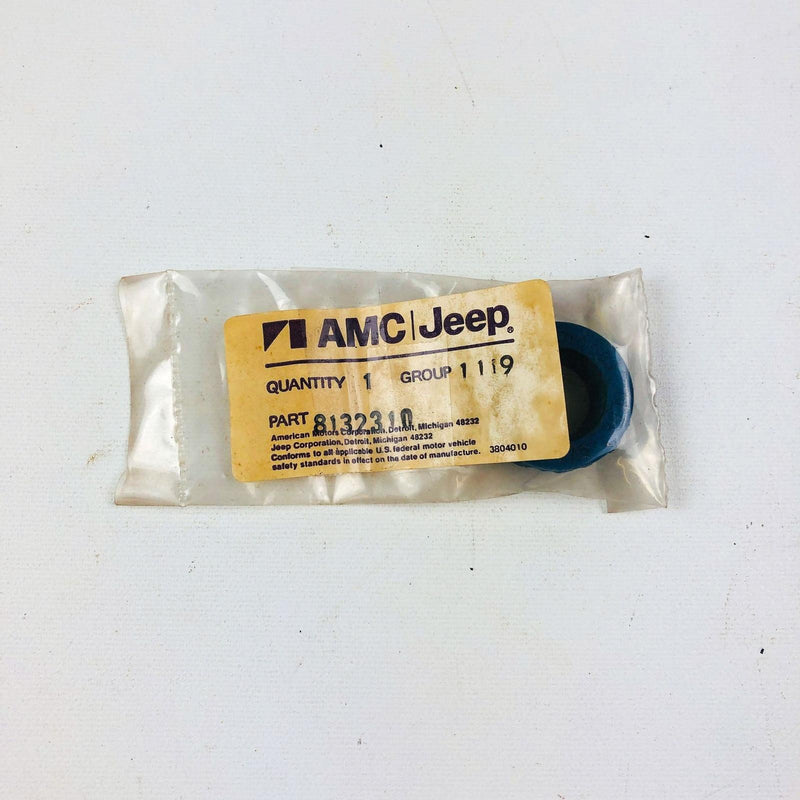 AMC|Jeep®
QUANTITY 1 GROUP 1119
PART 8132310
American Motors Corporation, Detroit, Michigan 48232
Jeep Corporation, Detroit, Michigan 48232
Conforms to all applicable U.S. federal motor vehicle
safety standards in effect on the date of manufacture. 3804010